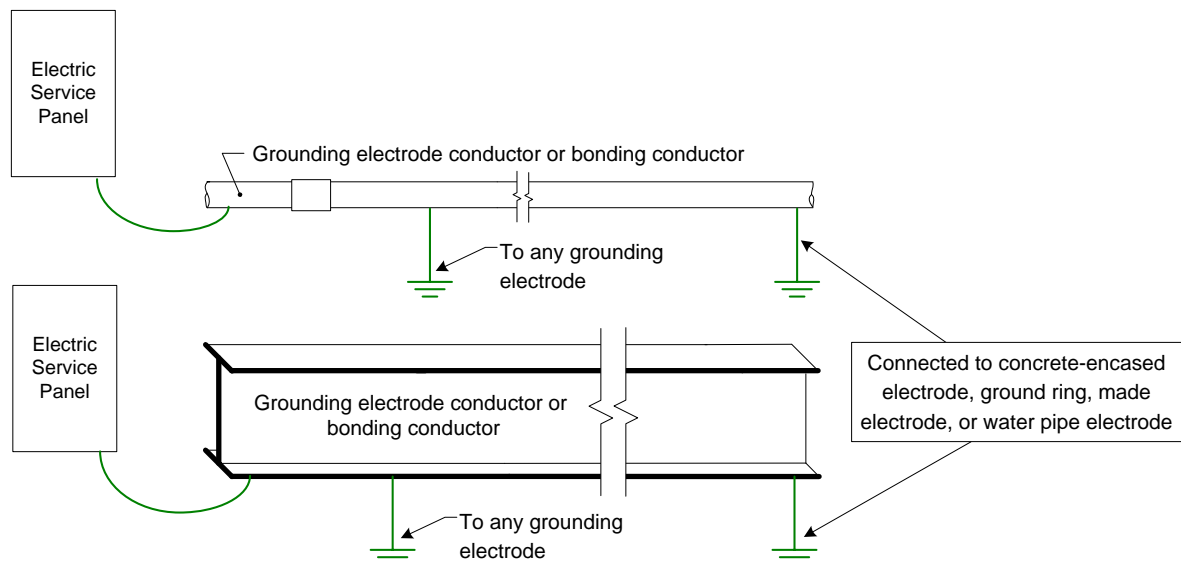 Electric
Service
Panel
Grounding electrode conductor or bonding conductor
To any grounding
electrode
Electric
Service
Panel
Grounding electrode conductor or
bonding conductor
Connected to concrete-encased
electrode, ground ring, made
electrode, or water pipe electrode
To any grounding
electrode